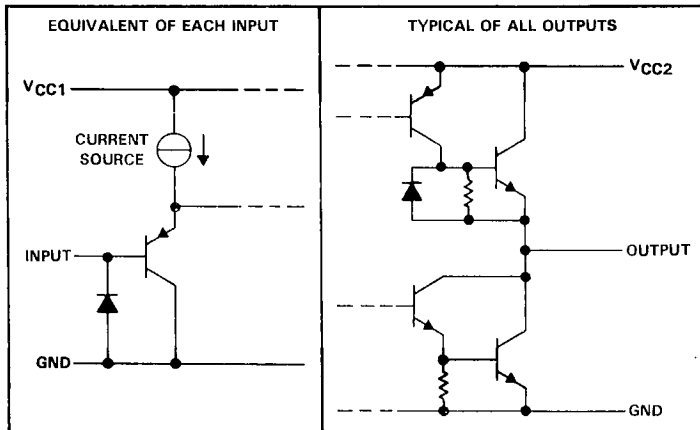 EQUIVALENT OF EACH INPUT
VCC1
CURRENT
SOURCE
INPUT
GND
TYPICAL OF ALL OUTPUTS
VCC2
OUTPUT
GND